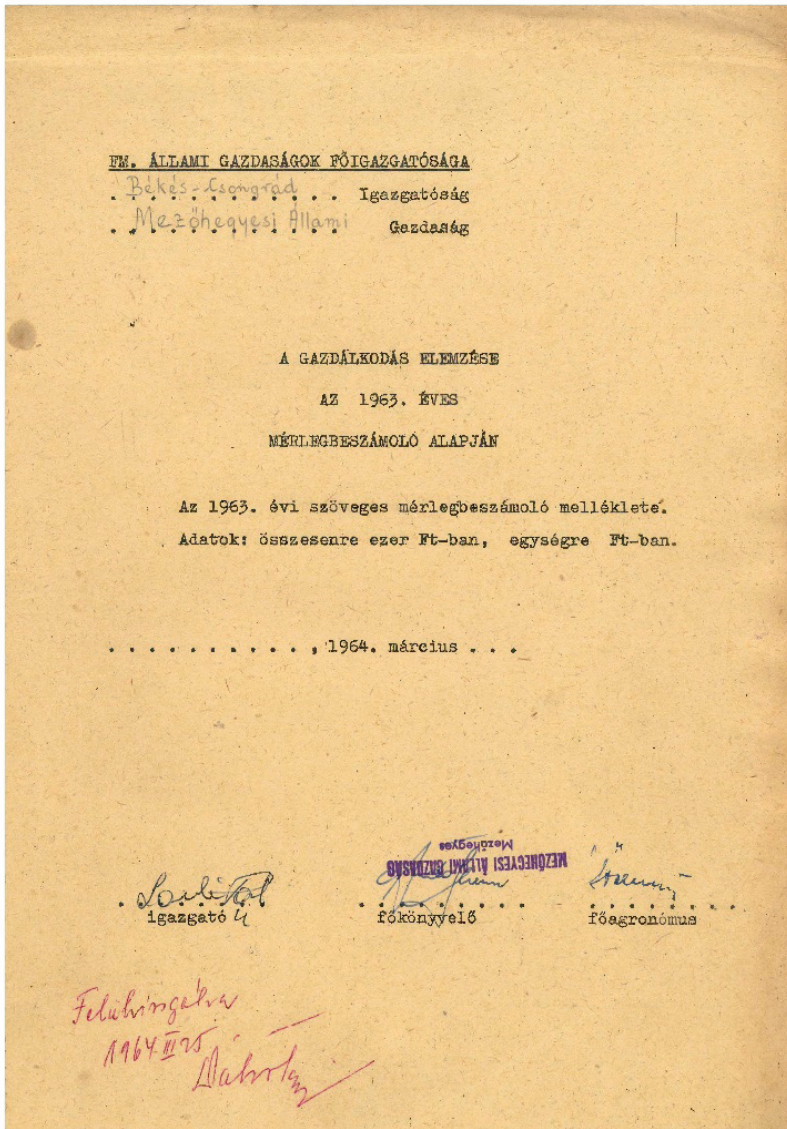 FM. ÁLLAMI GAZDASÁGOK FŐIGAZGATÓSÁGA
Békés-Csongrád Igazgatóság
Mezőhegyesi Állami Gazdaság
A GAZDÁLKODÁS ELEMZÉSE
AZ 1963. ÉVES
MÉRLEGBESZÁMOLÓ ALAPJÁN
Az 1963. évi szöveges mérlegbeszámoló melléklete.
Adatok: összesenre ezer Ft-ban, egységre Ft-ban.
. . . . . . . . . . . , 1964. március . . .
MEZŐHEGYESI ÁLLAMI GAZDASÁG
Mezőhegyes
igazgató főkönyvelő főagronómus
Felülvizsgálva
1964 III 25